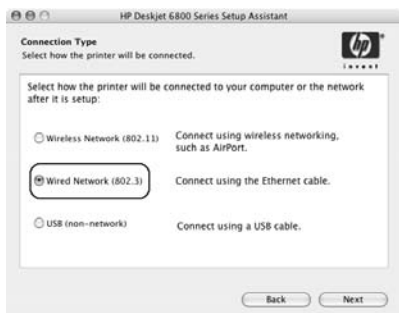 HP Deskjet 6800 Series Setup Assistant
Connection Type
Select how the printer will be connected.
hp
invent
Select how the printer will be connected to your computer or the network
after it is setup:
Wireless Network (802.11)
Connect using wireless networking,
such as AirPort.
Wired Network (802.3)
Connect using the Ethernet cable.
USB (non-network)
Connect using a USB cable.
Back
Next